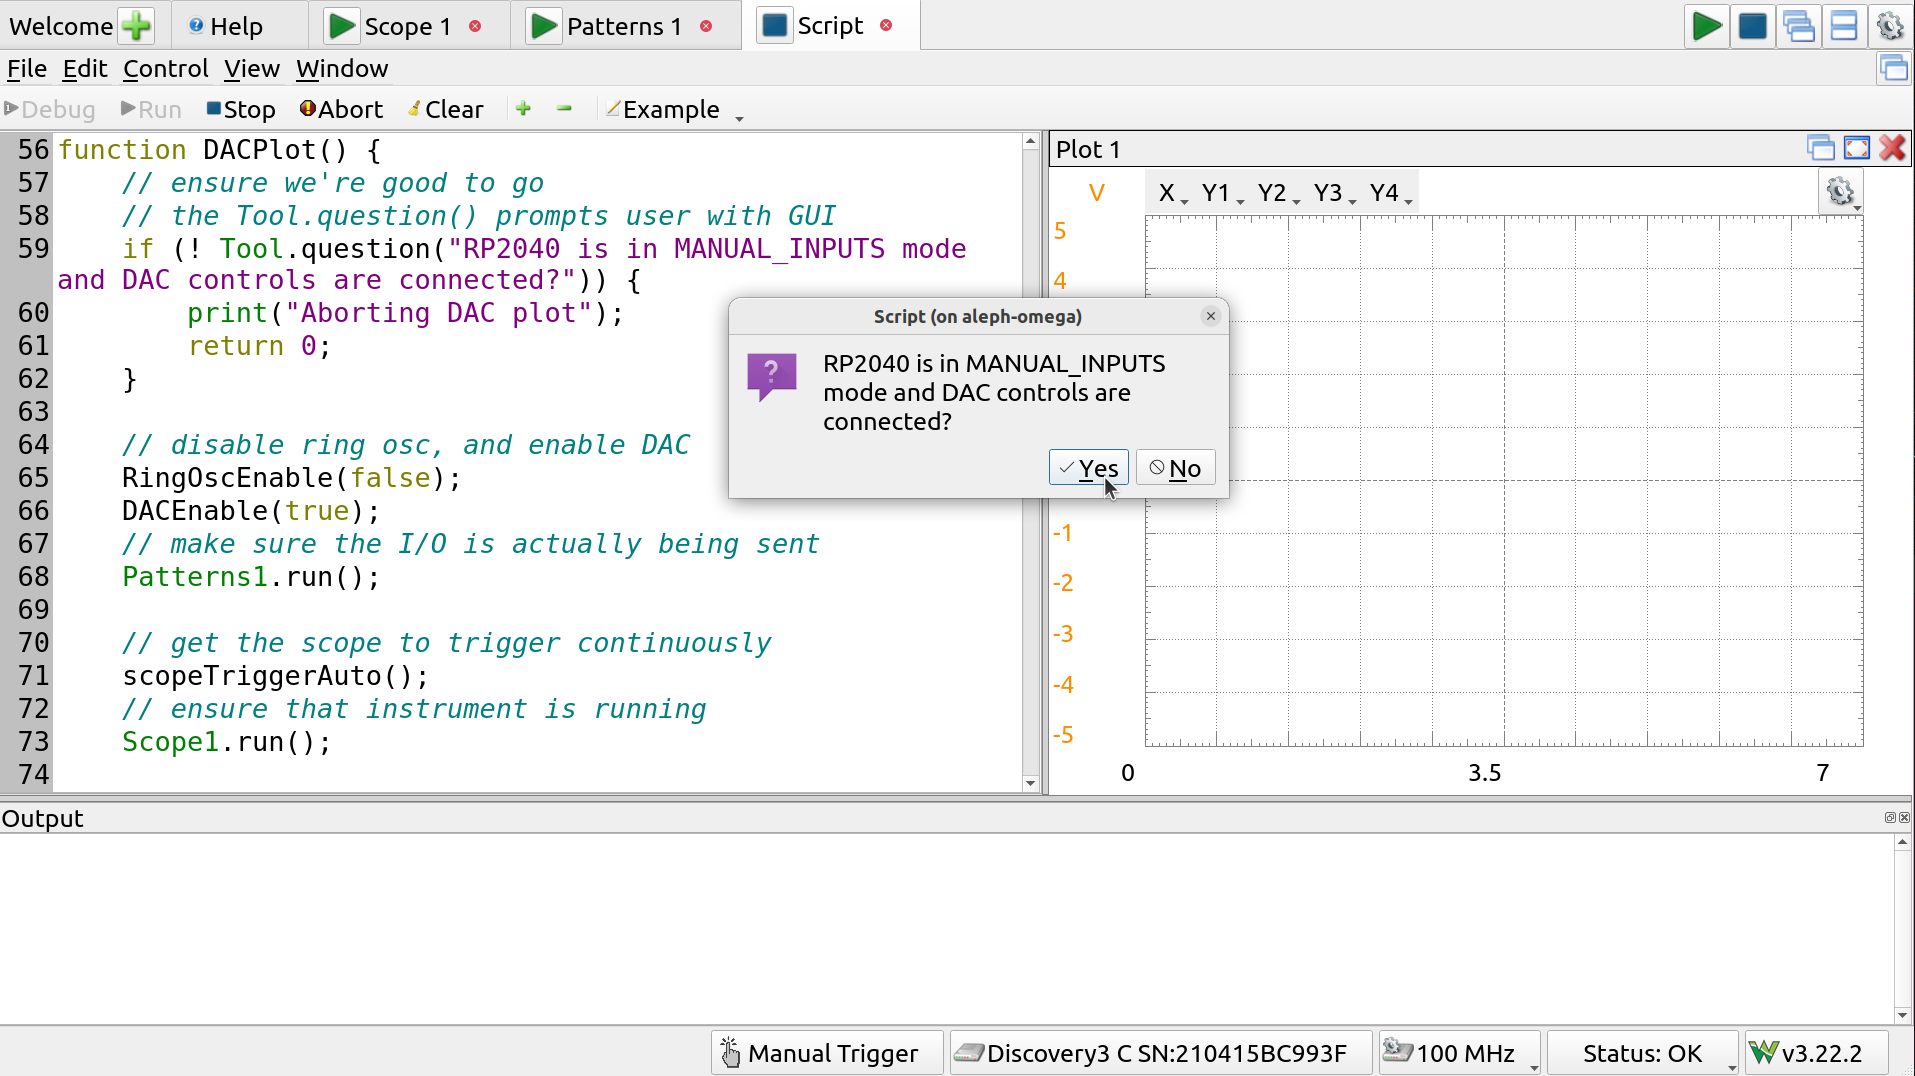 Welcome Help Scope 1 Patterns 1 Script
File Edit Control View Window
Debug Run Stop Abort Clear Example
56 function DACPlot() {
57 // ensure we're good to go
58 // the Tool.question() prompts user with GUI
59 if (! Tool.question("RP2040 is in MANUAL_INPUTS mode
and DAC controls are connected?")) {
60 print("Aborting DAC plot");
61 return 0;
62 }
63
64 // disable ring osc, and enable DAC
65 RingOscEnable(false);
66 DACEnable(true);
67 // make sure the I/O is actually being sent
68 Patterns1.run();
69
70 // get the scope to trigger continuously
71 scopeTriggerAuto();
72 // ensure that instrument is running
73 Scope1.run();
74
Plot 1
V X Y1 Y2 Y3 Y4
5
4
-1
-2
-3
-4
-5
0 3.5 7
Script (on aleph-omega)
RP2040 is in MANUAL_INPUTS
mode and DAC controls are
connected?
Yes No
Output
Manual Trigger Discovery3 C SN:210415BC993F 100 MHz Status: OK v3.22.2